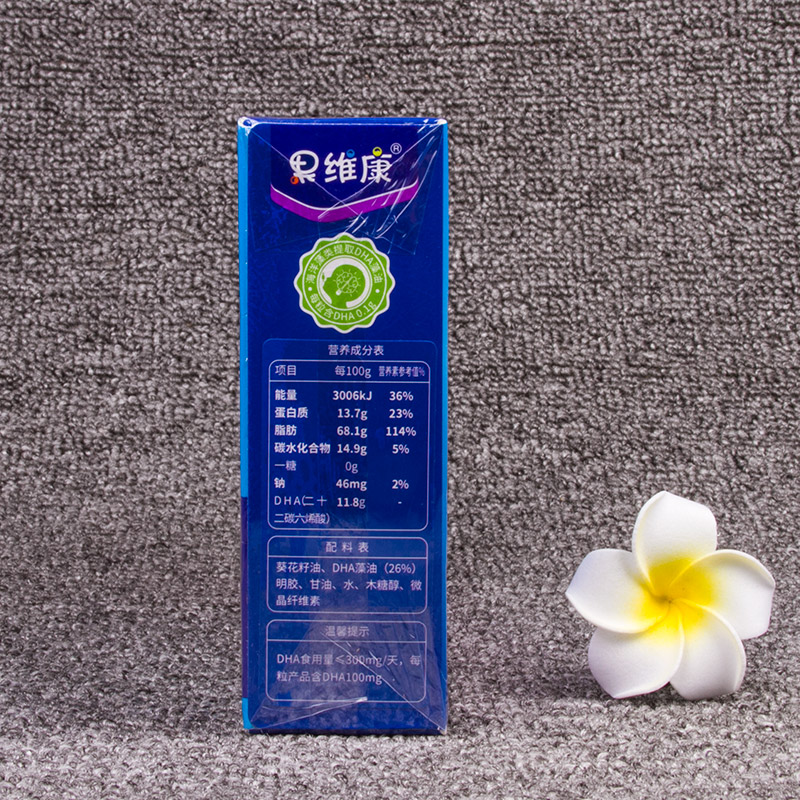 果维康®
海洋藻类提取DHA藻油
每粒含DHA 0.1g
营养成分表
项目 每100g 营养素参考值%
能量 3006kJ 36%
蛋白质 13.7g 23%
脂肪 68.1g 114%
碳水化合物 14.9g 5%
一糖 0g
钠 46mg 2%
DHA(二十 11.8g -
二碳六烯酸)
配料表
葵花籽油、DHA藻油（26%）
明胶、甘油、水、木糖醇、微
晶纤维素
温馨提示
DHA食用量≤300mg/天，每
粒产品含DHA100mg